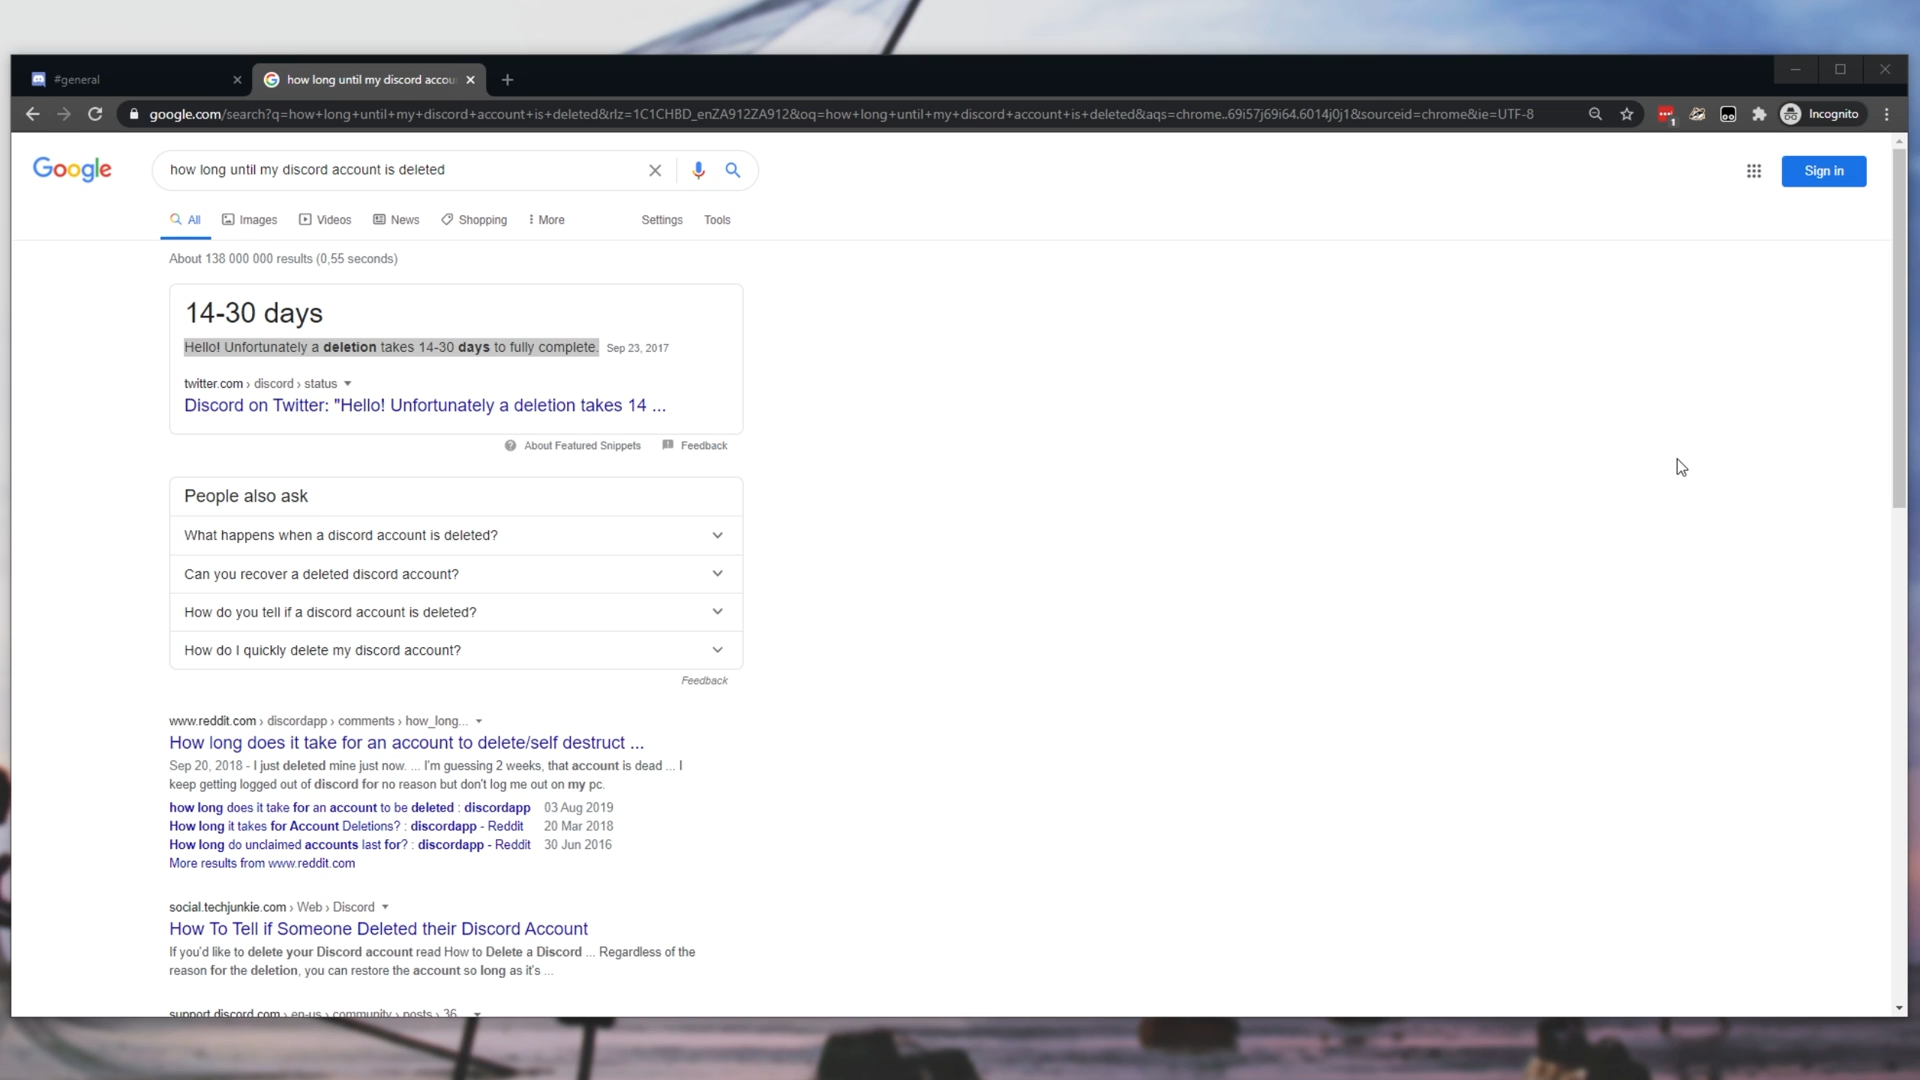 #general
how long until my discord accou
google.com/search?q=how+long+until+my+discord+account+is+deleted&rlz=1C1CHBD_enZA912ZA912&oq=how+long+until+my+discord+account+is+deleted&aqs=chrome..69i57j69i64.6014j0j1&sourceid=chrome&ie=UTF-8
1
Incognito
Google
how long until my discord account is deleted
Sign in
All
Images
Videos
News
Shopping
More
Settings
Tools
About 138 000 000 results (0,55 seconds)
14-30 days
Hello! Unfortunately a deletion takes 14-30 days to fully complete. Sep 23, 2017
twitter.com › discord › status
Discord on Twitter: "Hello! Unfortunately a deletion takes 14 ...
About Featured Snippets
Feedback
People also ask
What happens when a discord account is deleted?
Can you recover a deleted discord account?
How do you tell if a discord account is deleted?
How do I quickly delete my discord account?
Feedback
www.reddit.com › discordapp › comments › how_long...
How long does it take for an account to delete/self destruct ...
Sep 20, 2018 - I just deleted mine just now. ... I'm guessing 2 weeks, that account is dead ... I
keep getting logged out of discord for no reason but don't log me out on my pc.
how long does it take for an account to be deleted : discordapp 03 Aug 2019
How long it takes for Account Deletions? : discordapp - Reddit 20 Mar 2018
How long do unclaimed accounts last for? : discordapp - Reddit 30 Jun 2016
More results from www.reddit.com
social.techjunkie.com › Web › Discord
How To Tell if Someone Deleted their Discord Account
If you'd like to delete your Discord account read How to Delete a Discord ... Regardless of the
reason for the deletion, you can restore the account so long as it's ...
support.discord.com › en-us › community › posts › 36...